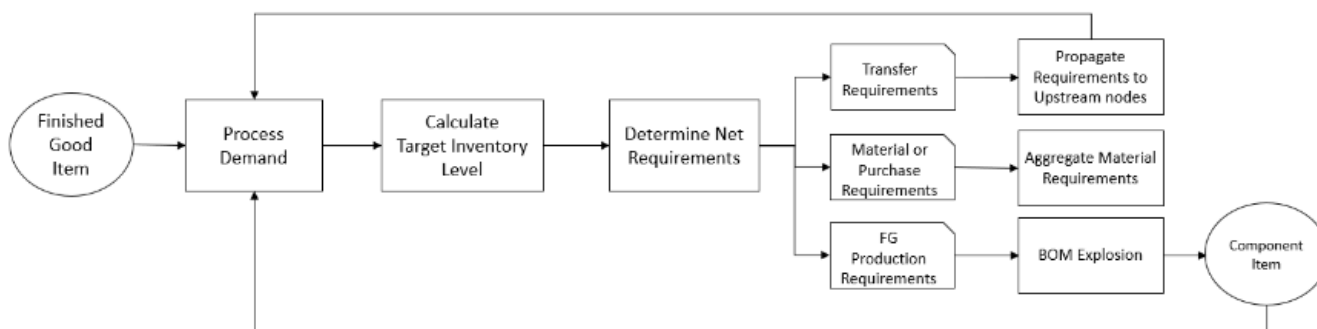 Finished
Good
Item
Process
Demand
Calculate
Target Inventory
Level
Determine Net
Requirements
Transfer
Requirements
Propagate
Requirements to
Upstream nodes
Material or
Purchase
Requirements
Aggregate Material
Requirements
FG
Production
Requirements
BOM Explosion
Component
Item